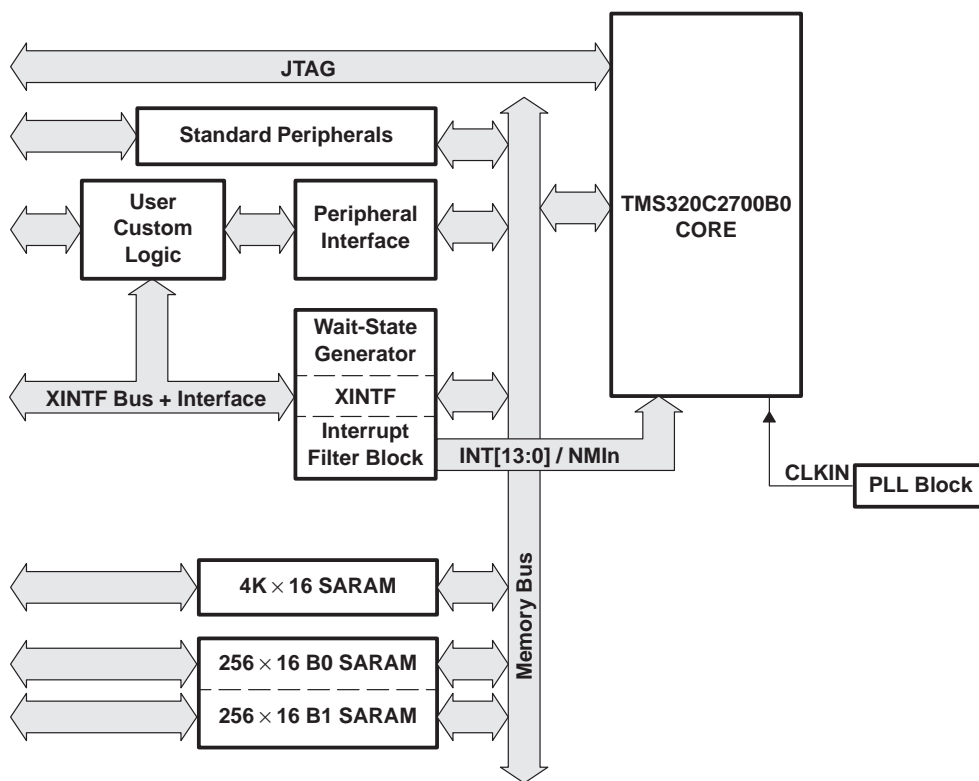 JTAG
Standard Peripherals
User
Custom
Logic
Peripheral
Interface
TMS320C2700B0
CORE
Wait-State
Generator
XINTF Bus + Interface
XINTF
Interrupt
Filter Block
INT[13:0] / NMIn
CLKIN
PLL Block
4K × 16 SARAM
Memory Bus
256 × 16 B0 SARAM
256 × 16 B1 SARAM